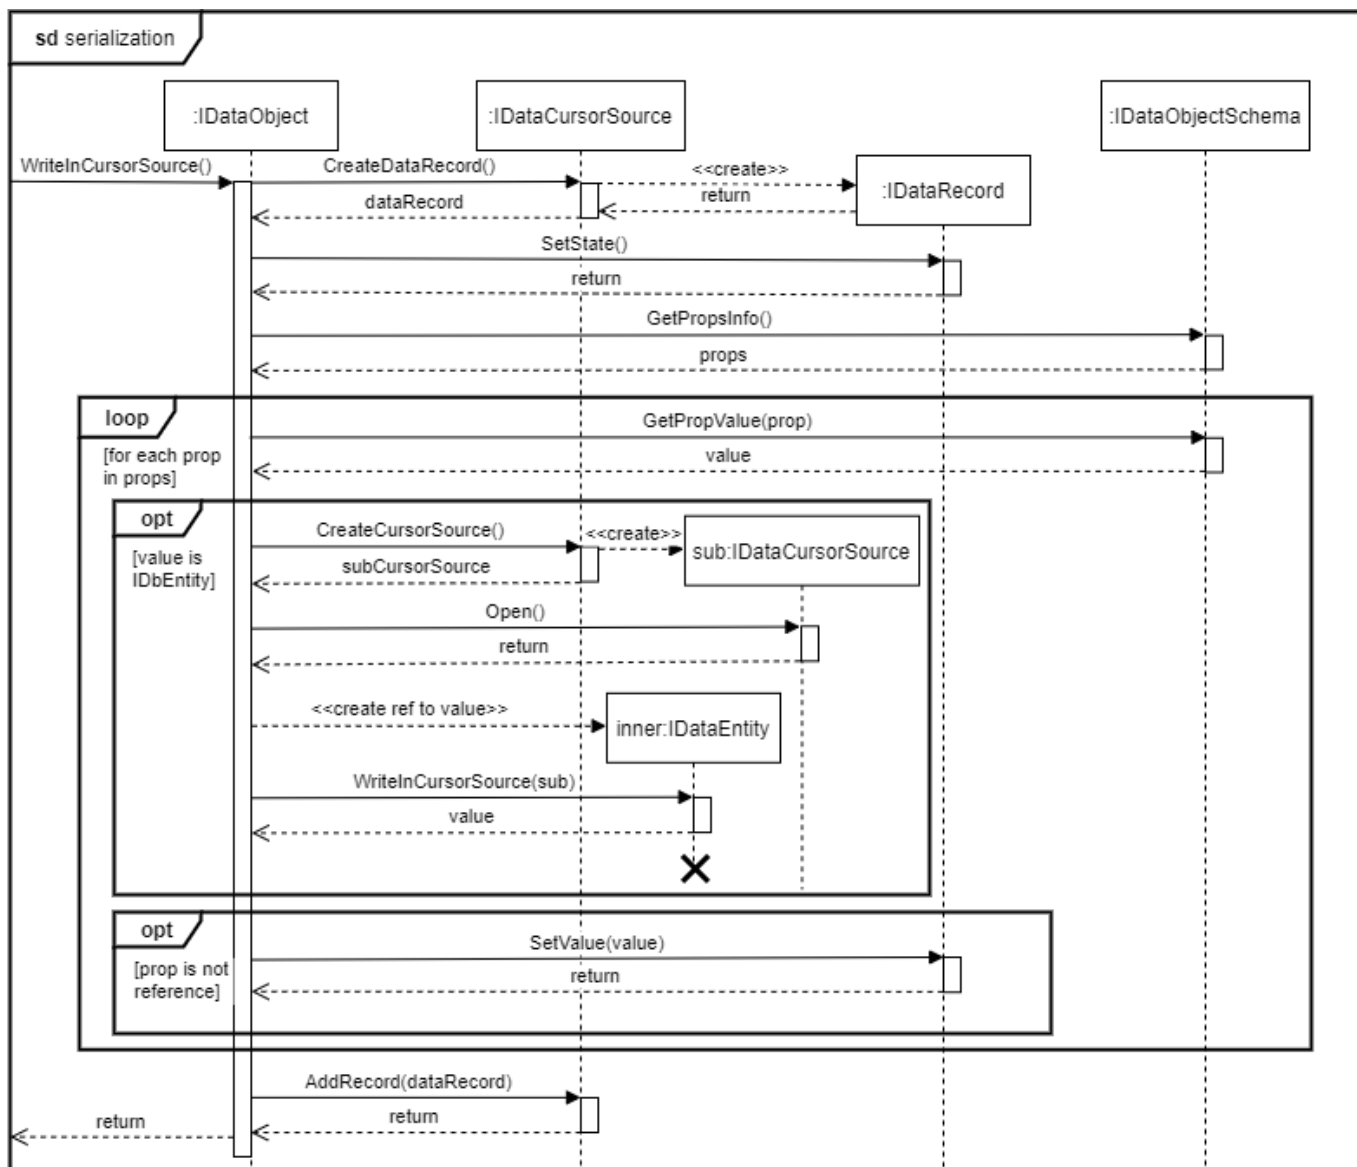 sd serialization
:IDataObject
:IDataCursorSource
:IDataObjectSchema
WriteInCursorSource()
CreateDataRecord()
<<create>>
:IDataRecord
dataRecord
return
SetState()
return
GetPropsInfo()
props
loop
GetPropValue(prop)
[for each prop
in props]
value
opt
CreateCursorSource()
<<create>>
sub:IDataCursorSource
[value is
IDbEntity]
subCursorSource
Open()
return
<<create ref to value>>
inner:IDataEntity
WriteInCursorSource(sub)
value
opt
SetValue(value)
[prop is not
reference]
return
AddRecord(dataRecord)
return
return